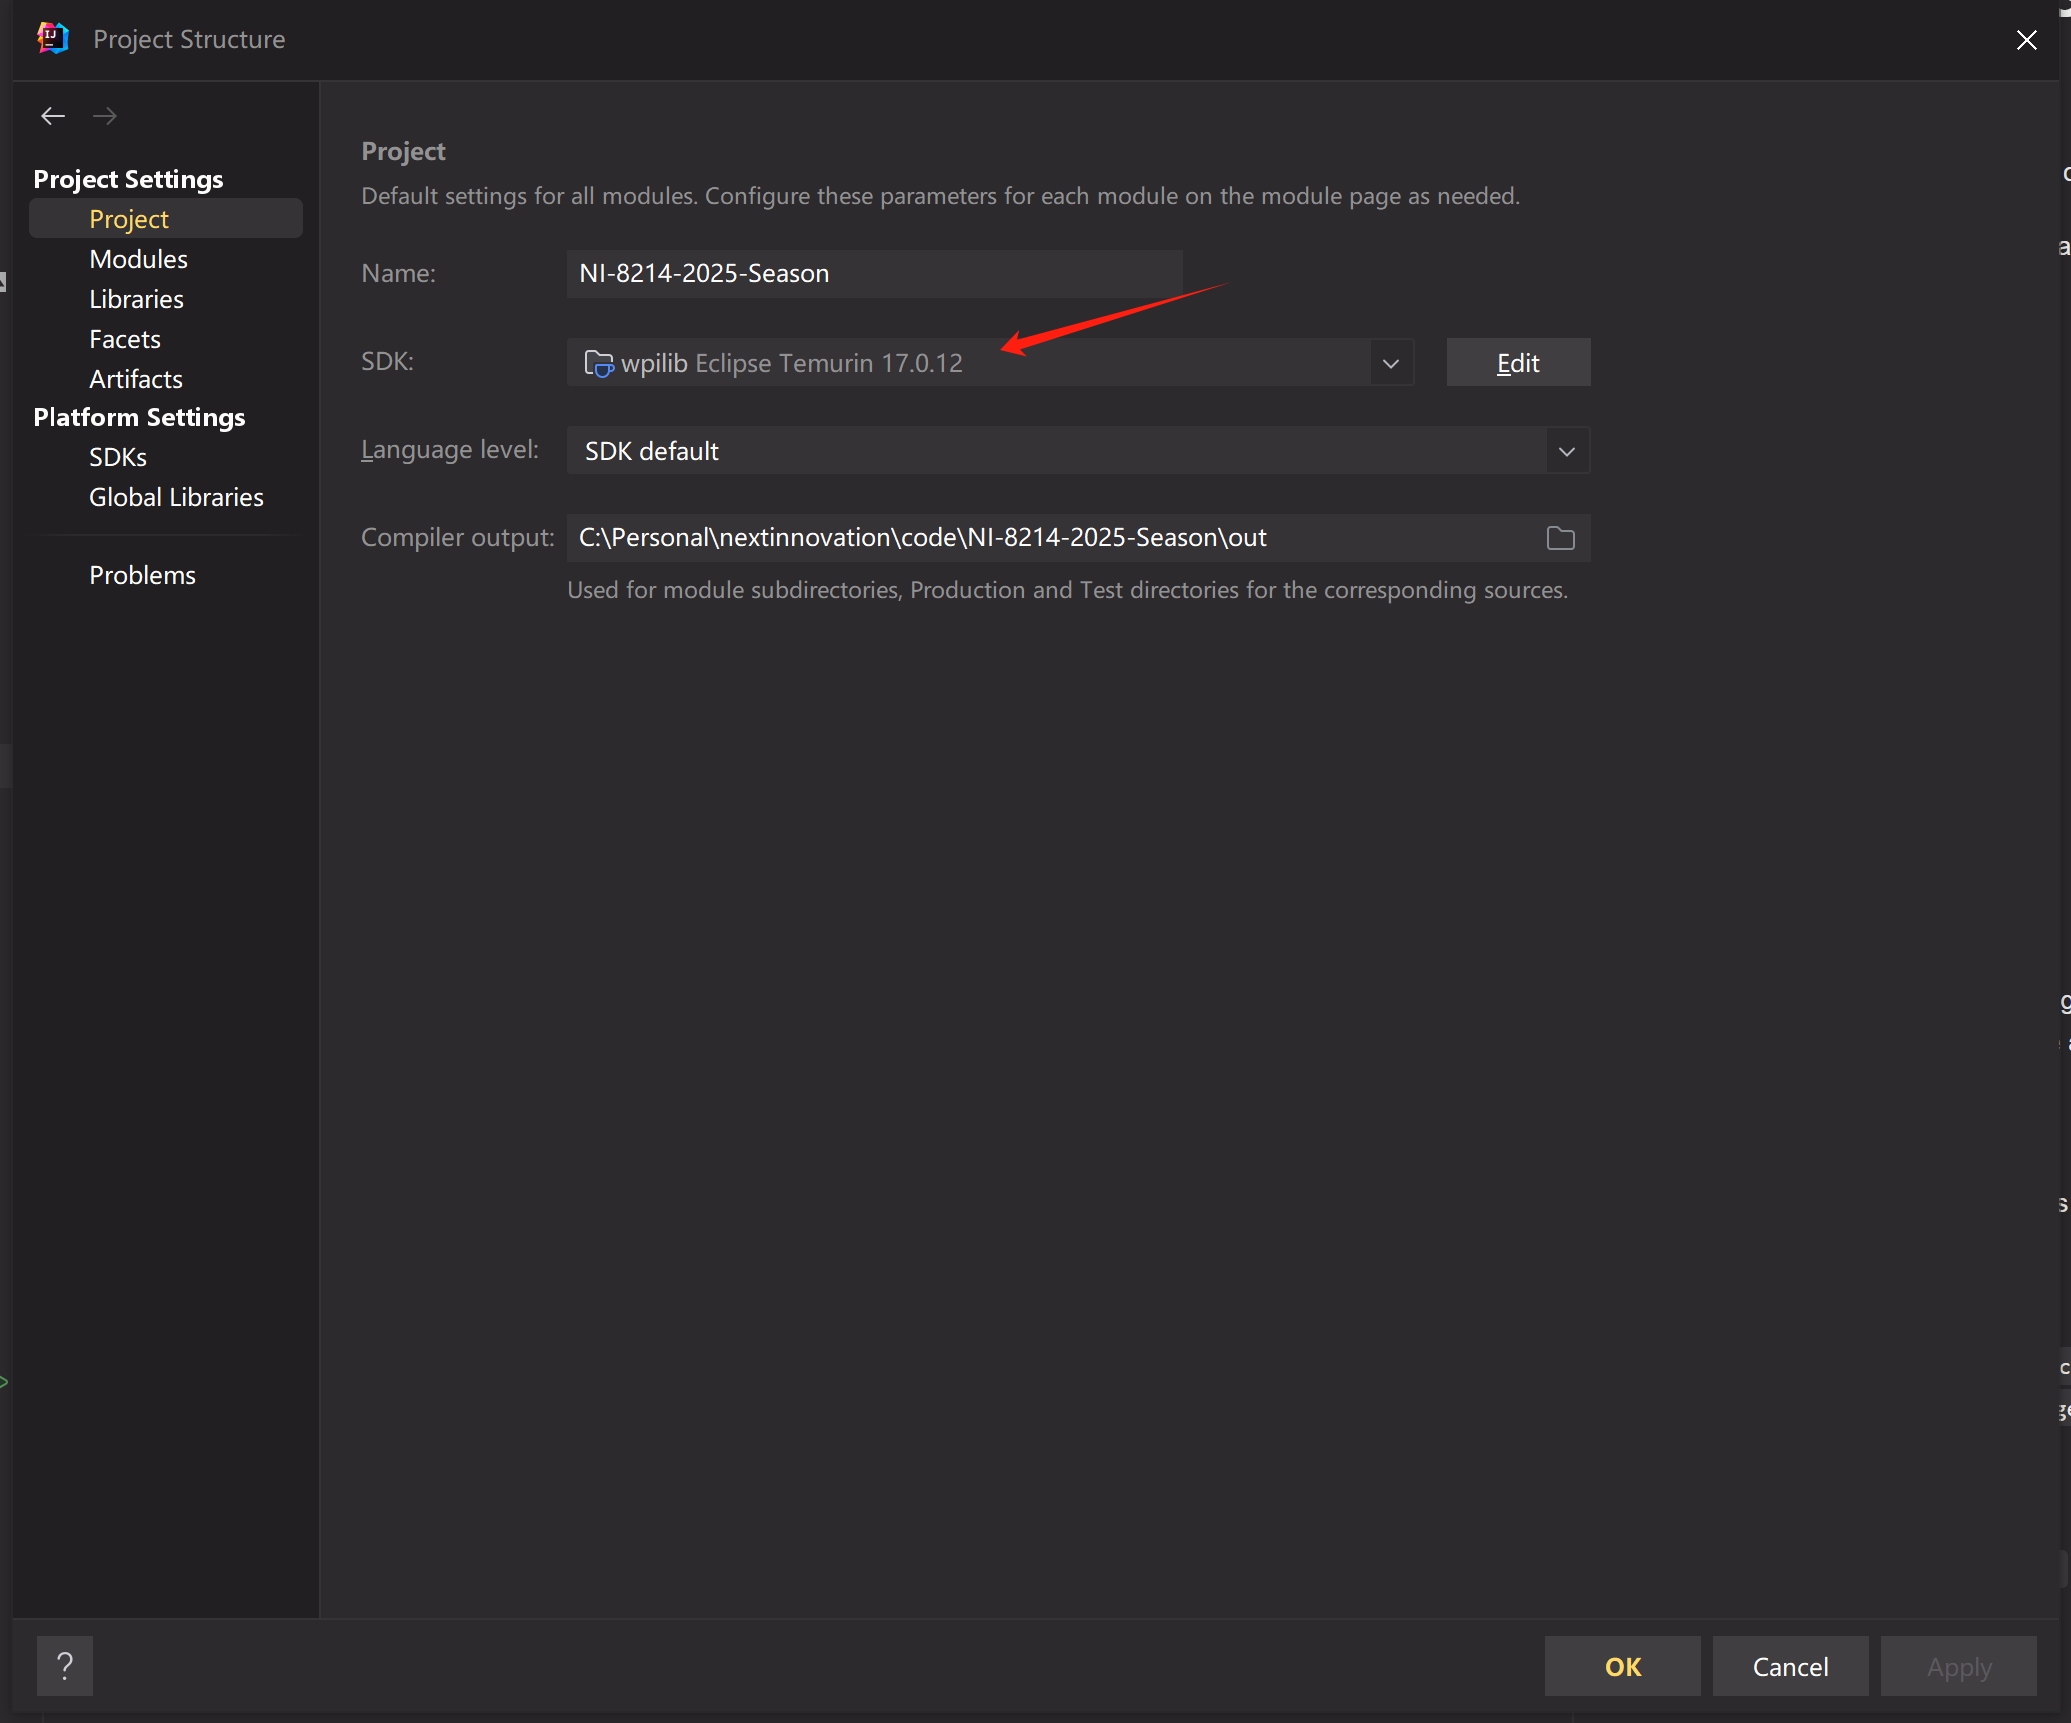 Project Structure
Project Settings
Project
Modules
Libraries
Facets
Artifacts
Platform Settings
SDKs
Global Libraries
Problems
Project
Default settings for all modules. Configure these parameters for each module on the module page as needed.
Name: NI-8214-2025-Season
SDK: wpilib Eclipse Temurin 17.0.12 Edit
Language level: SDK default
Compiler output: C:\Personal\nextinnovation\code\NI-8214-2025-Season\out
Used for module subdirectories, Production and Test directories for the corresponding sources.
? OK Cancel Apply